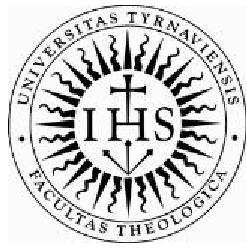 UNIVERSITAS TYRNAVIENSIS
IHS
FACULTAS THEOLOGICA